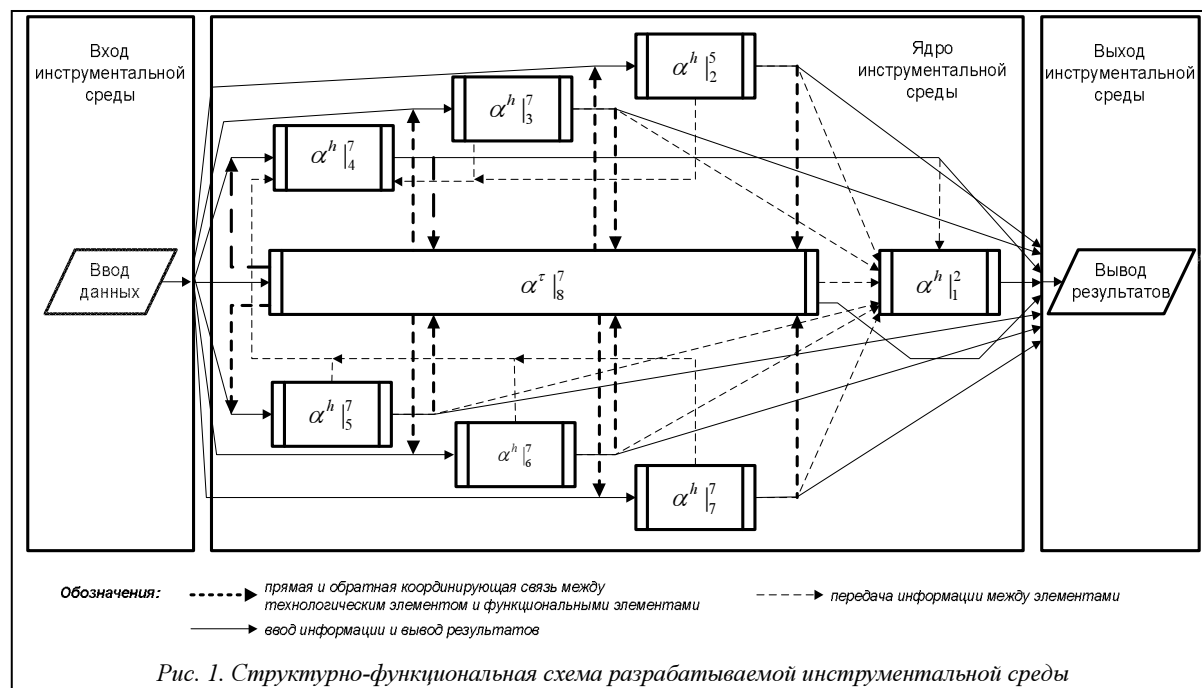 Вход
инструментальной
среды
Ядро
инструментальной
среды
Выход
инструментальной
среды
α^h|_2^5
α^h|_3^7
α^h|_4^7
Ввод
данных
α^τ|_8^7
α^h|_1^2
Вывод
результатов
α^h|_5^7
α^h|_6^7
α^h|_7^7
Обозначения:
прямая и обратная координирующая связь между
технологическим элементом и функциональными элементами
передача информации между элементами
ввод информации и вывод результатов
Рис. 1. Структурно-функциональная схема разрабатываемой инструментальной среды